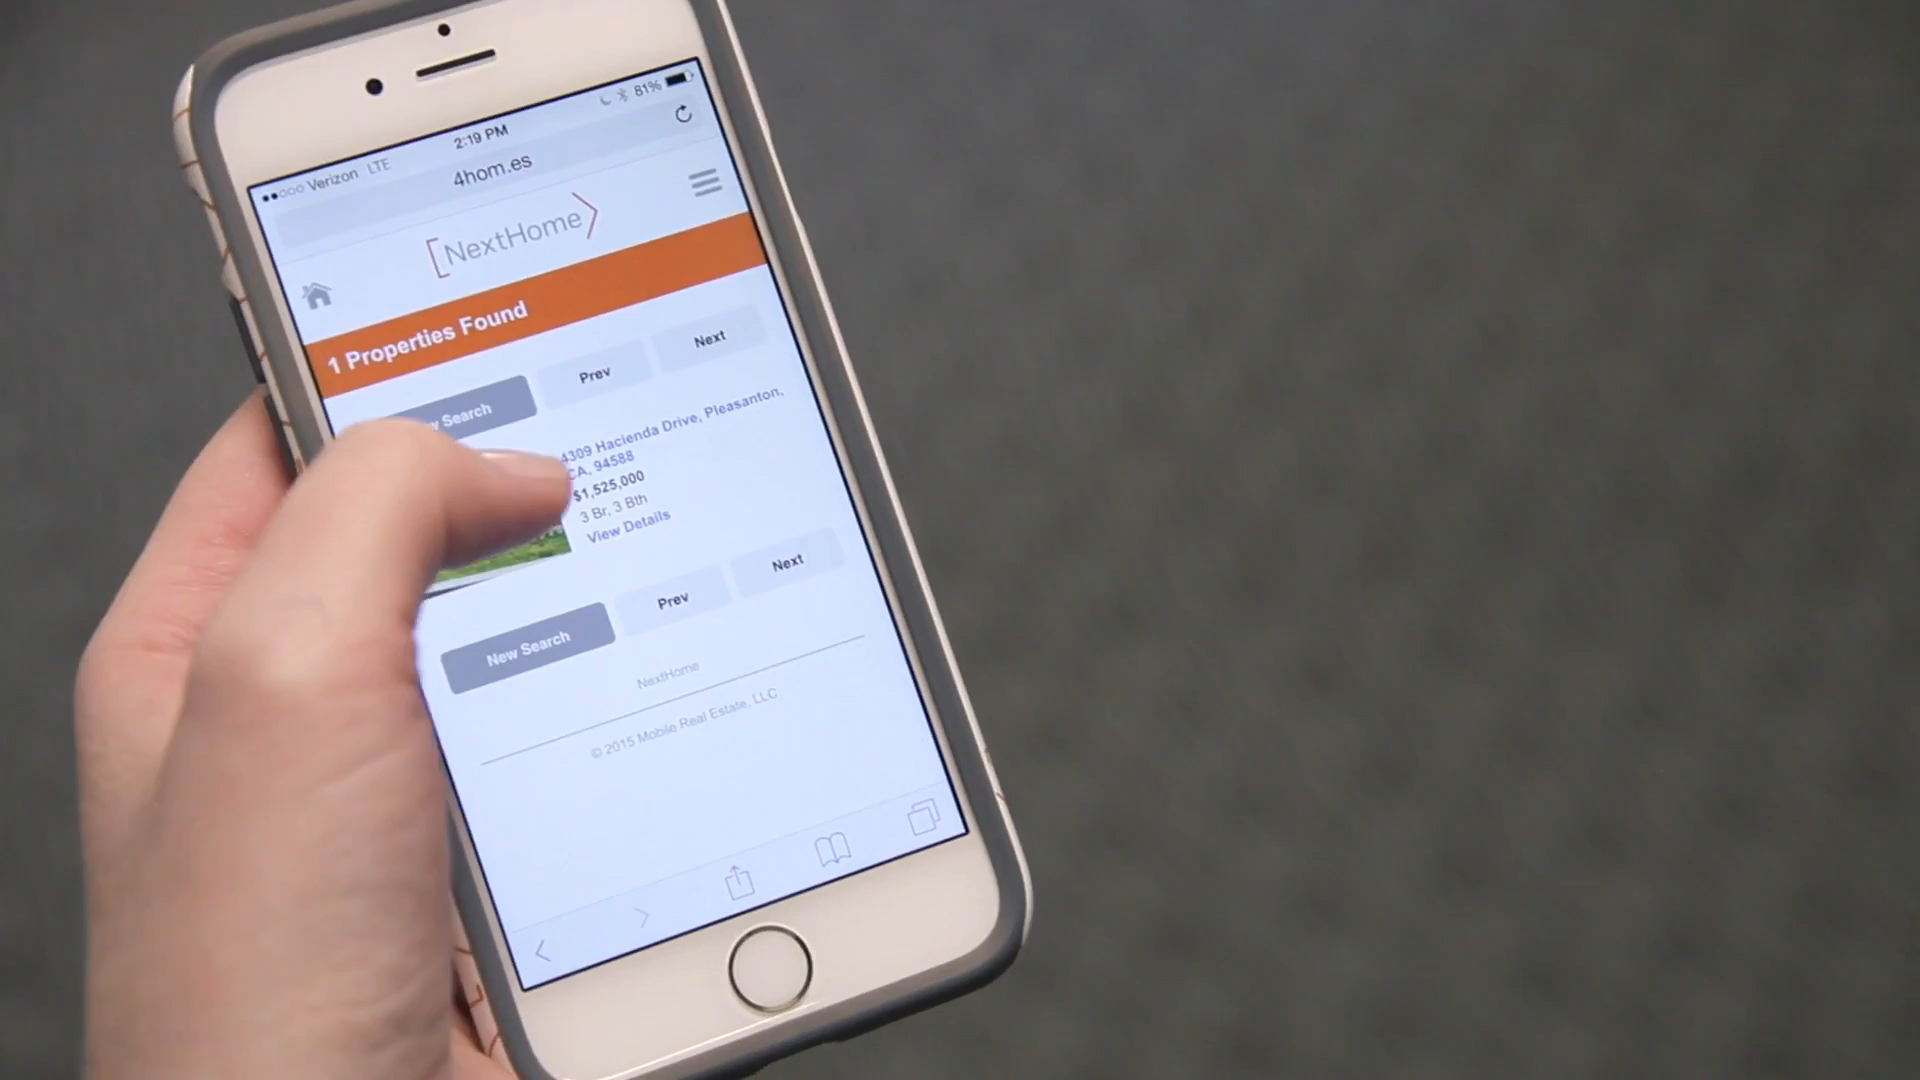 Verizon LTE
2:19 PM
81%
4hom.es
NextHome
1 Properties Found
Search
Prev
Next
4309 Hacienda Drive, Pleasanton,
CA, 94588
$1,525,000
3 Br, 3 Bth
View Details
New Search
Prev
Next
NextHome
© 2015 Mobile Real Estate, LLC